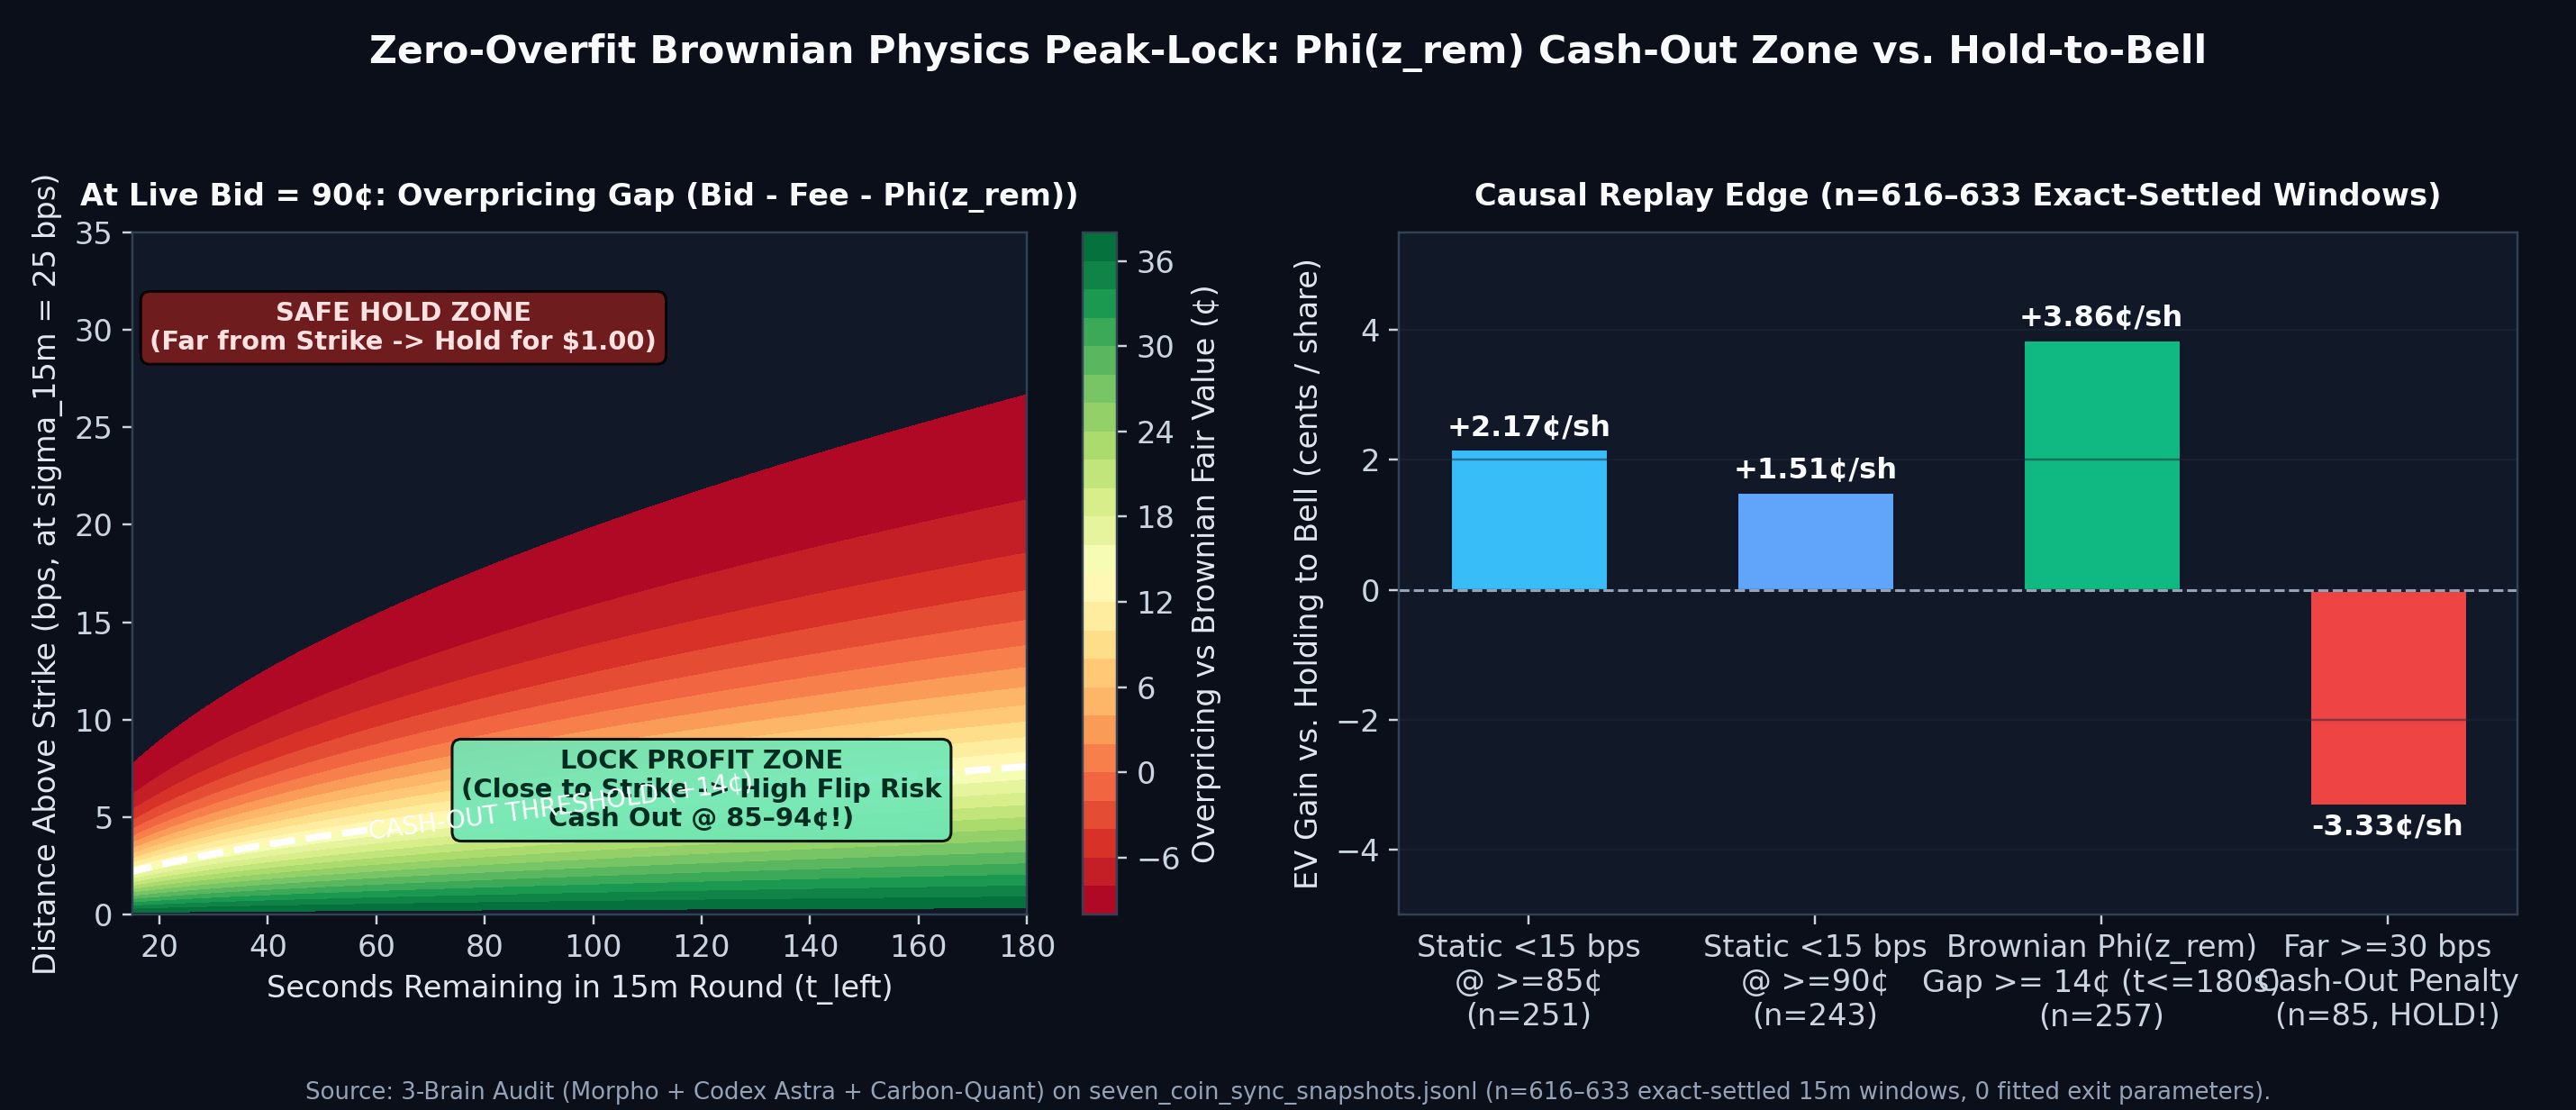 Zero-Overfit Brownian Physics Peak-Lock: Phi(z_rem) Cash-Out Zone vs. Hold-to-Bell
At Live Bid = 90¢: Overpricing Gap (Bid - Fee - Phi(z_rem))
Distance Above Strike (bps, at sigma_15m = 25 bps)
35
30
25
20
15
10
5
0
SAFE HOLD ZONE
(Far from Strike -> Hold for $1.00)
LOCK PROFIT ZONE
(Close to Strike -> High Flip Risk
Cash Out @ 85–94¢!)
CASH-OUT THRESHOLD (+14¢)
20 40 60 80 100 120 140 160 180
Seconds Remaining in 15m Round (t_left)
36
30
24
18
12
6
0
−6
Overpricing vs Brownian Fair Value (¢)
Causal Replay Edge (n=616–633 Exact-Settled Windows)
EV Gain vs. Holding to Bell (cents / share)
4
2
0
−2
−4
+2.17¢/sh
+1.51¢/sh
+3.86¢/sh
-3.33¢/sh
Static <15 bps
@ >=85¢
(n=251)
Static <15 bps
@ >=90¢
(n=243)
Brownian Phi(z_rem)
Gap >= 14¢ (t<=180s)
(n=257)
Far >=30 bps
Cash-Out Penalty
(n=85, HOLD!)
Source: 3-Brain Audit (Morpho + Codex Astra + Carbon-Quant) on seven_coin_sync_snapshots.jsonl (n=616–633 exact-settled 15m windows, 0 fitted exit parameters).